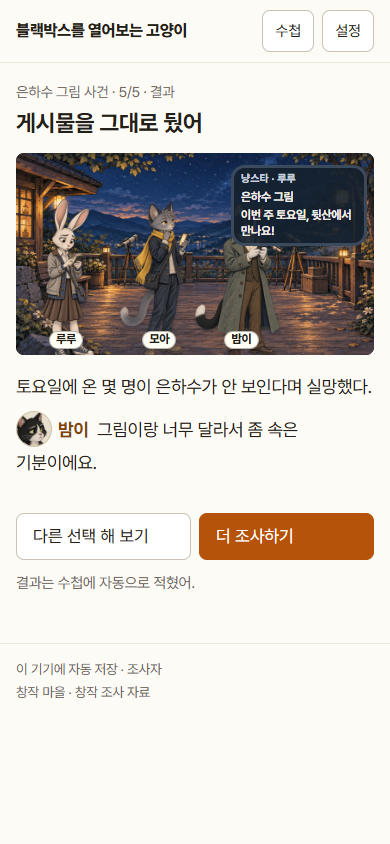 블랙박스를 열어보는 고양이
수첩
설정
은하수 그림 사건 · 5/5 · 결과
게시물을 그대로 뒀어
냥스타 · 루루
은하수 그림
이번 주 토요일, 뒷산에서
만나요!
루루
모아
밤이
토요일에 온 몇 명이 은하수가 안 보인다며 실망했다.
밤이 그림이랑 너무 달라서 좀 속은
기분이에요.
다른 선택 해 보기
더 조사하기
결과는 수첩에 자동으로 적혔어.
이 기기에 자동 저장 · 조사자
창작 마을 · 창작 조사 자료